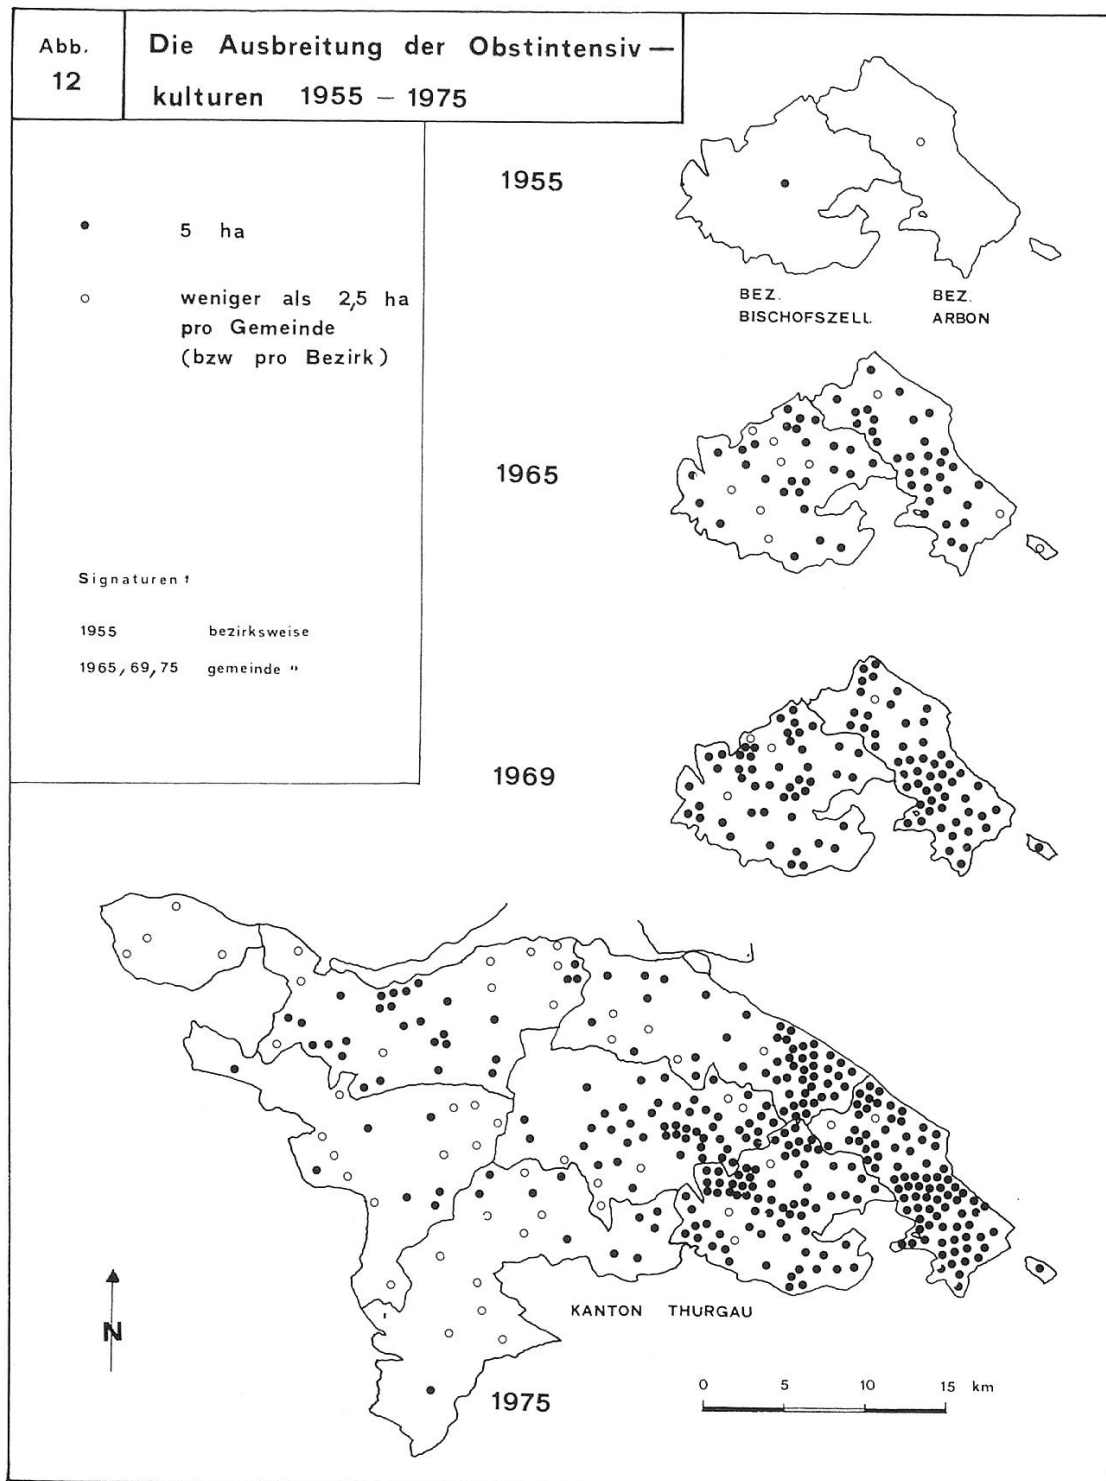 Abb.
12
Die Ausbreitung der Obstintensiv —
kulturen 1955 – 1975
1955
5 ha
weniger als 2,5 ha
pro Gemeinde
(bzw pro Bezirk)
BEZ.
BISCHOFSZELL
BEZ.
ARBON
1965
Signaturen :
1955 bezirksweise
1965, 69, 75 gemeinde "
1969
N
KANTON THURGAU
1975
0 5 10 15 km